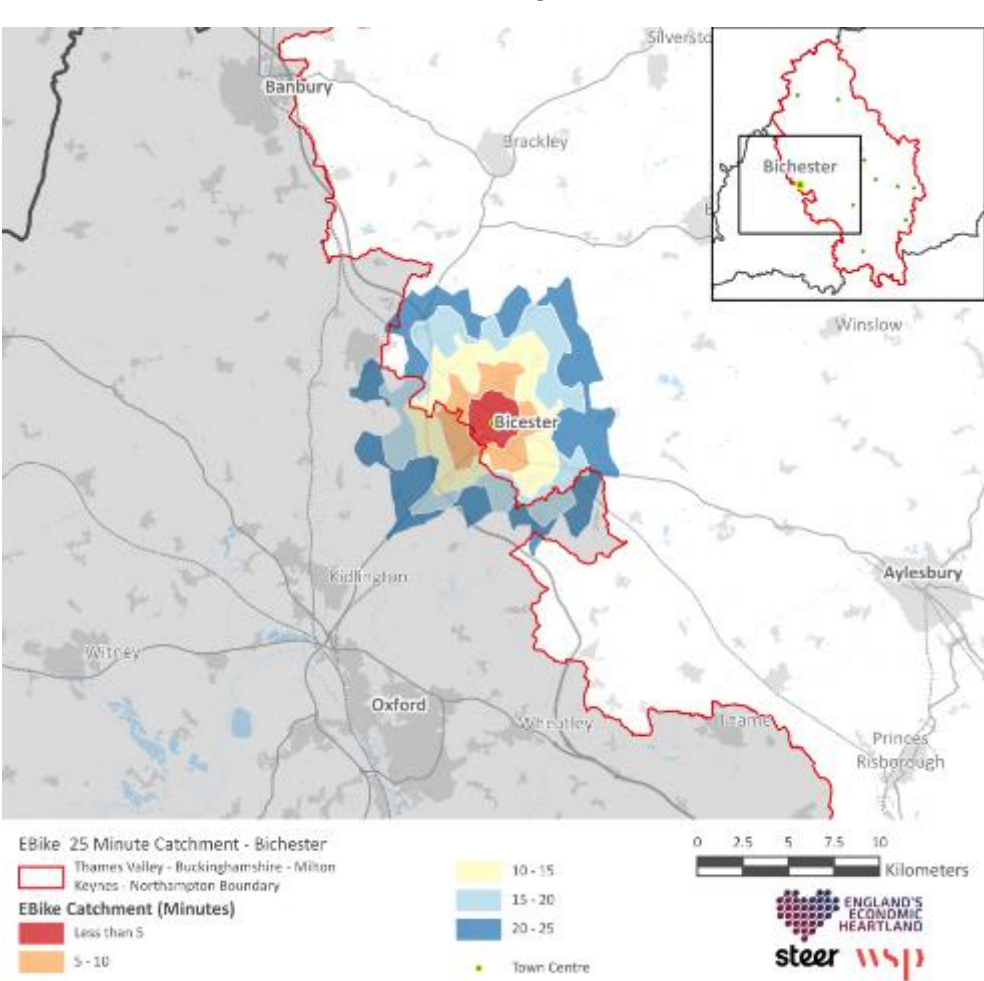 Silversto
Banbury
Brackley
Bichester
Winslow
Bicester
Kidlington
Aylesbury
Witney
Oxford
Wheatley
Thame
Princes
Risborough
EBike 25 Minute Catchment - Bichester
Thames Valley - Buckinghamshire - Milton
Keynes - Northampton Boundary
EBike Catchment (Minutes)
Less than 5
5 - 10
10 - 15
15 - 20
20 - 25
Town Centre
0 2.5 5 7.5 10
Kilometers
ENGLAND'S
ECONOMIC
HEARTLAND
steer wsp